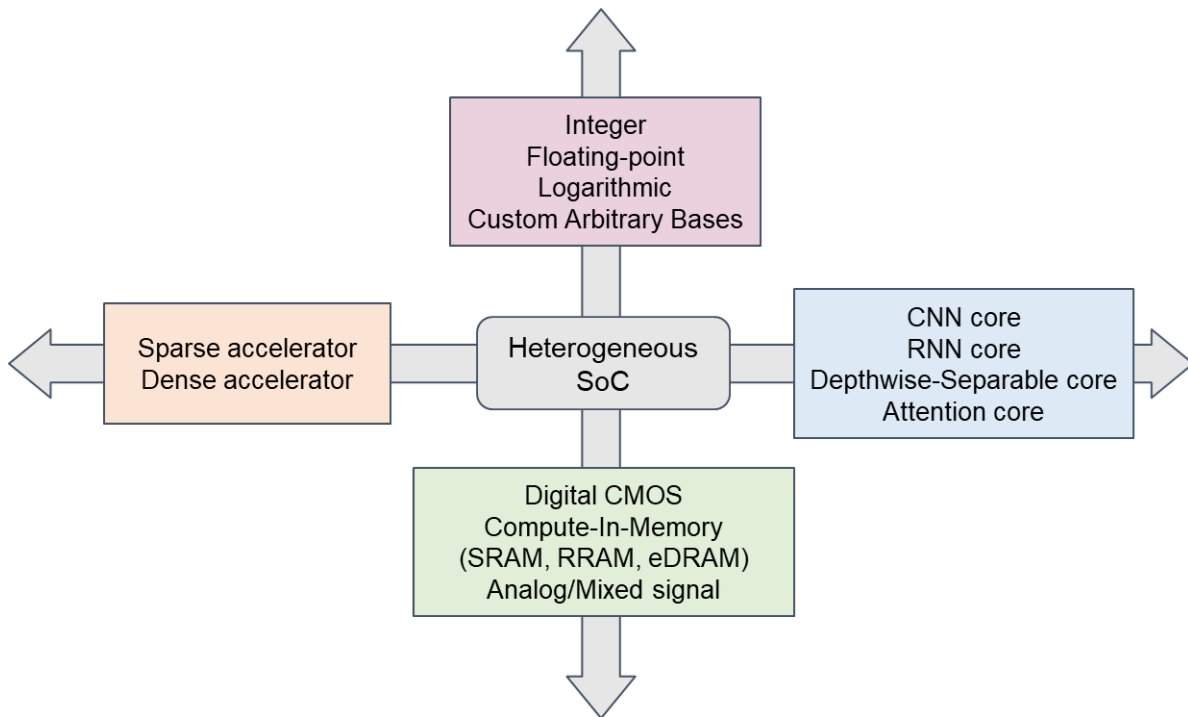 Integer
Floating-point
Logarithmic
Custom Arbitrary Bases
Sparse accelerator
Dense accelerator
Heterogeneous
SoC
CNN core
RNN core
Depthwise-Separable core
Attention core
Digital CMOS
Compute-In-Memory
(SRAM, RRAM, eDRAM)
Analog/Mixed signal